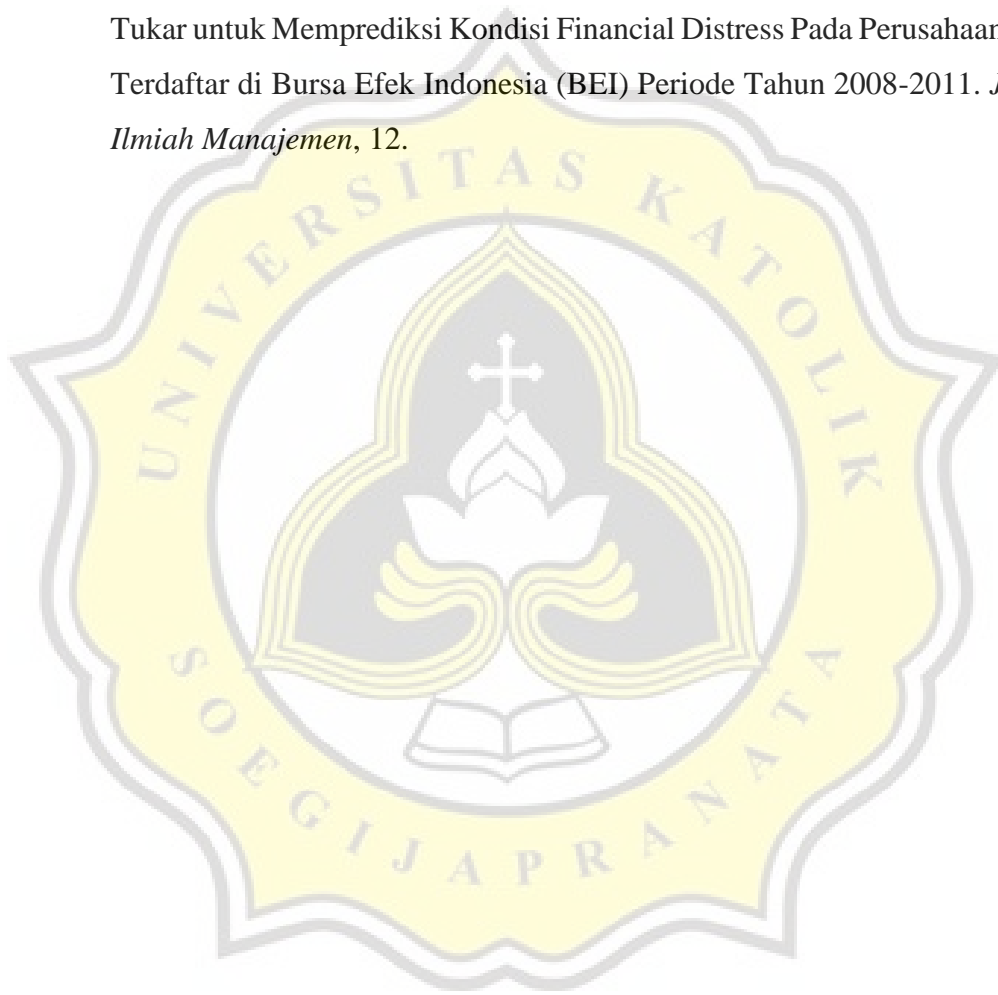 Tukar untuk Memprediksi Kondisi Financial Distress Pada Perusahaan
Terdaftar di Bursa Efek Indonesia (BEI) Periode Tahun 2008-2011. J
Ilmiah Manajemen, 12.
UNIVERSITAS KATOLIK
SOEGIJAPRANATA